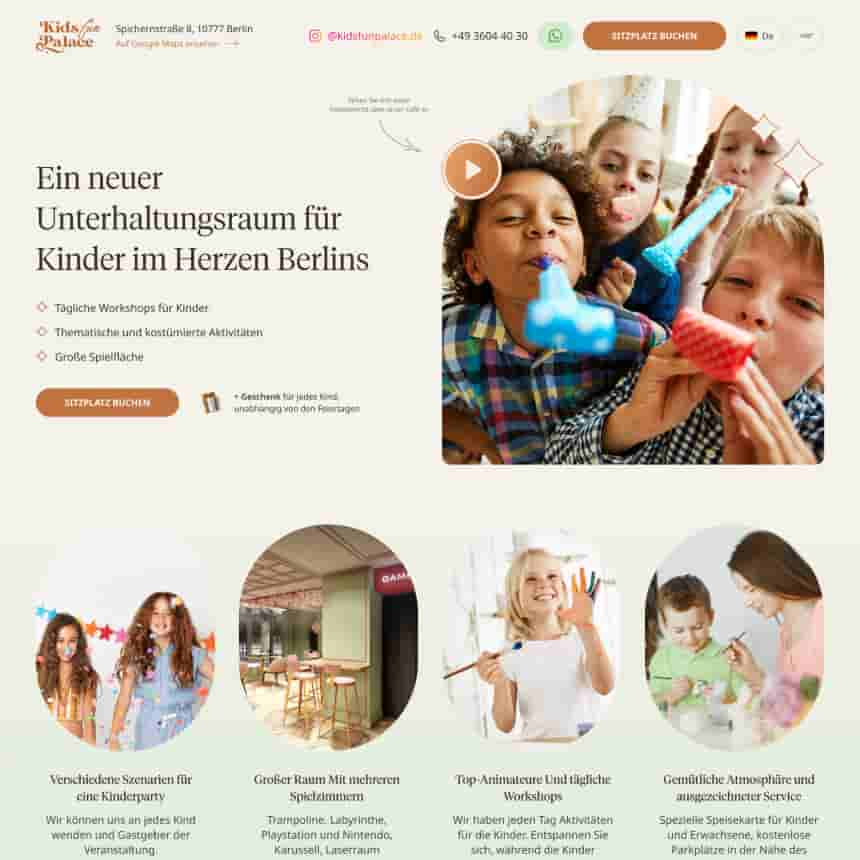 Kids fun
Palace
Spichernstraße 8, 10777 Berlin
Auf Google Maps ansehen
@kidsfunpalace.de
+49 3604 40 30
SITZPLATZ BUCHEN
De
Ein neuer
Unterhaltungsraum für
Kinder im Herzen Berlins
Tägliche Workshops für Kinder
Thematische und kostümierte Aktivitäten
Große Spielfläche
SITZPLATZ BUCHEN
+ Geschenk für jedes Kind,
unabhängig von den Feiertagen
GAM
Verschiedene Szenarien für
eine Kinderparty
Wir können uns an jedes Kind
wenden und Gastgeber der
Veranstaltung.
Großer Raum Mit mehreren
Spielzimmern
Trampoline, Labyrinthe,
Playstation und Nintendo,
Karussell, Laserraum
Top-Animateure Und tägliche
Workshops
Wir haben jeden Tag Aktivitäten
für die Kinder. Entspannen Sie
sich, während die Kinder
Gemütliche Atmosphäre und
ausgezeichneter Service
Spezielle Speisekarte für Kinder
und Erwachsene, kostenlose
Parkplätze in der Nähe des